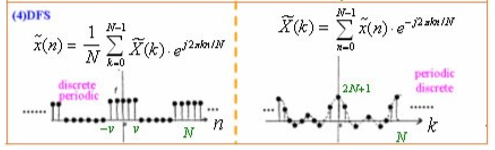 (4)DFS
x̃(n) = 1/N ∑_{k=0}^{N-1} X̃(k) · e^{j2πkn/N}
discrete
periodic
......
......
-v
v
N
n
X̃(k) = ∑_{n=0}^{N-1} x̃(n) · e^{-j2πkn/N}
periodic
discrete
2N+1
......
......
N
k